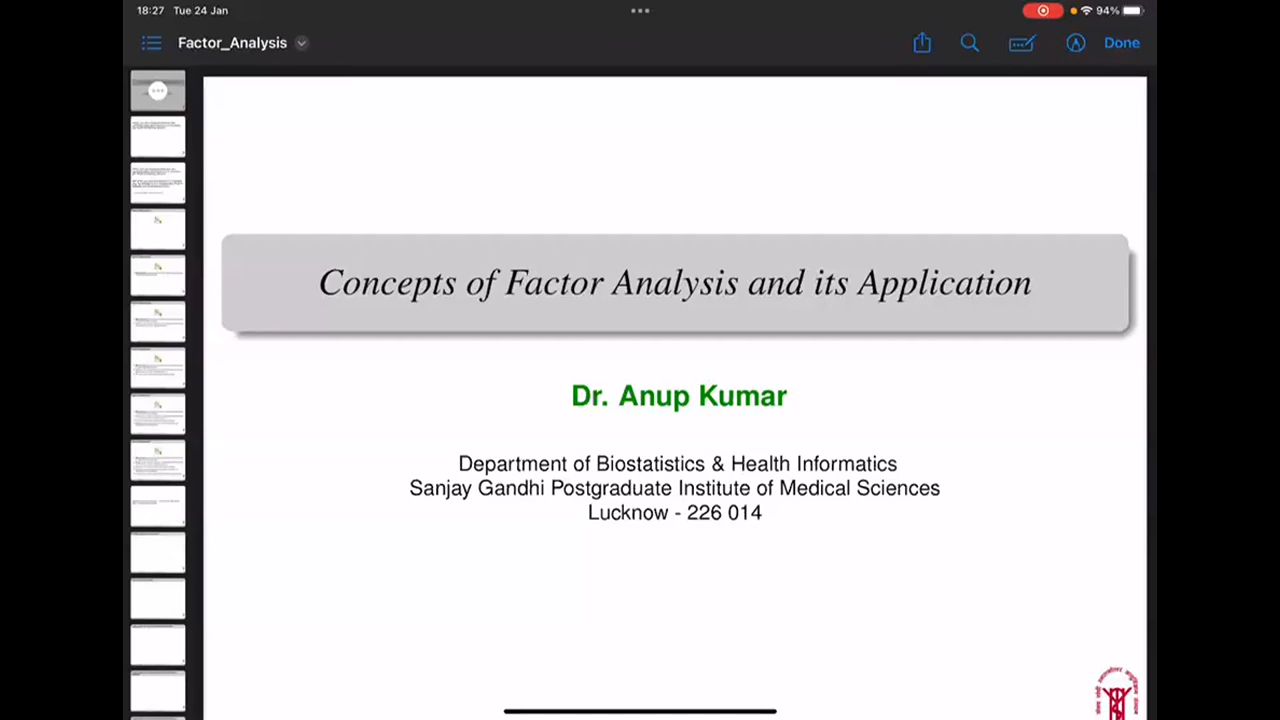 18:27 Tue 24 Jan
94%
Factor_Analysis
Done
Concepts of Factor Analysis and its Application
Dr. Anup Kumar
Department of Biostatistics & Health Informatics
Sanjay Gandhi Postgraduate Institute of Medical Sciences
Lucknow - 226 014